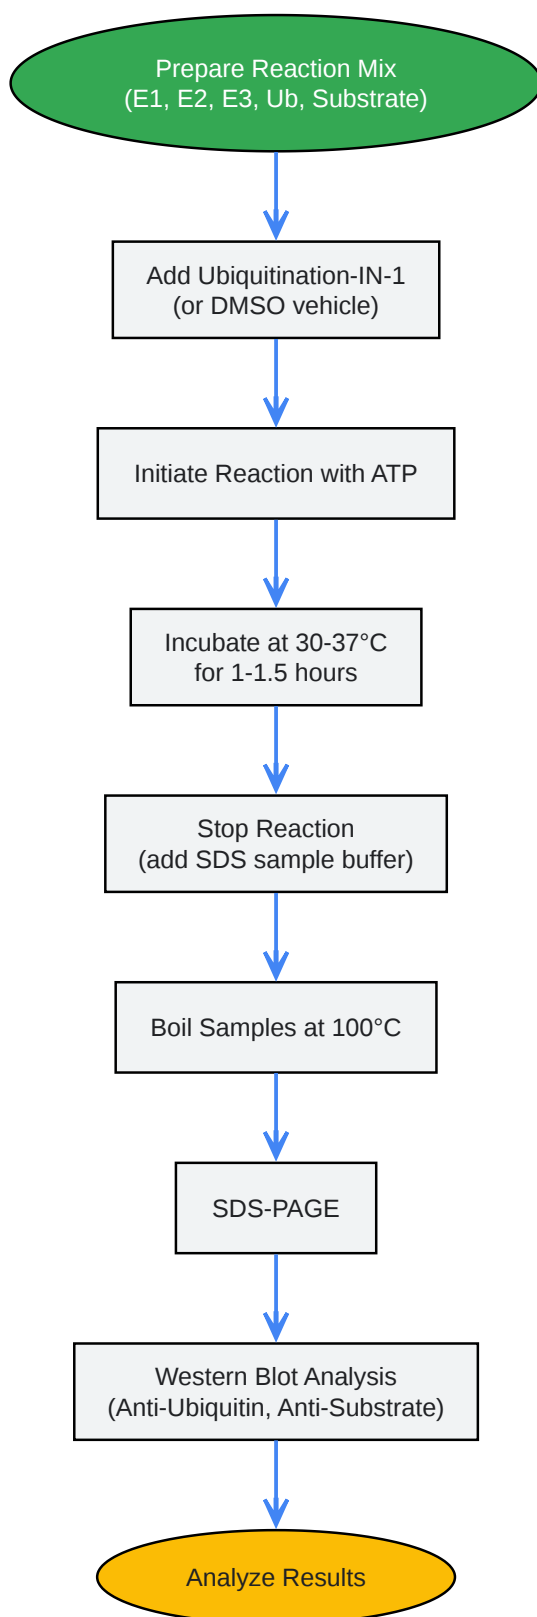 Prepare Reaction Mix
(E1, E2, E3, Ub, Substrate)
Add Ubiquitination-IN-1
(or DMSO vehicle)
Initiate Reaction with ATP
Incubate at 30-37°C
for 1-1.5 hours
Stop Reaction
(add SDS sample buffer)
Boil Samples at 100°C
SDS-PAGE
Western Blot Analysis
(Anti-Ubiquitin, Anti-Substrate)
Analyze Results